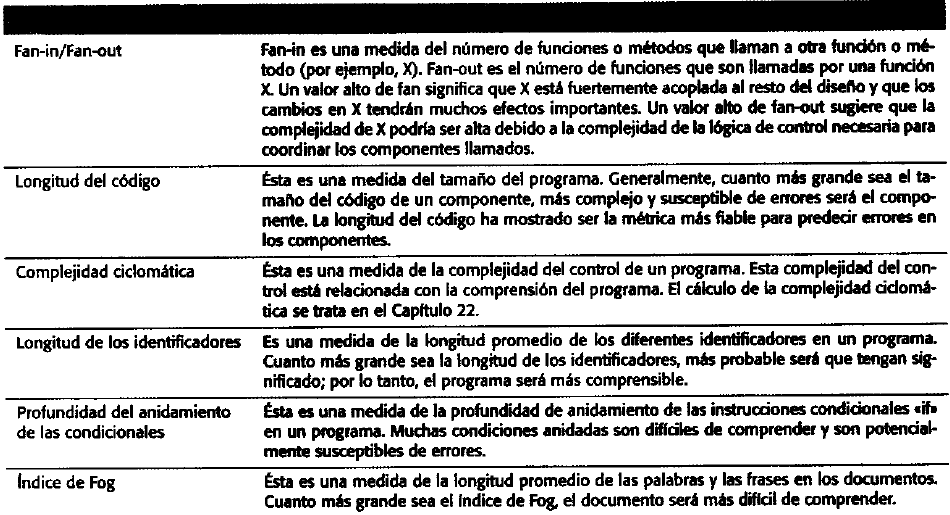 Fan-in/Fan-out
Fan-in es una medida del número de funciones o métodos que llaman a otra función o mé-
todo (por ejemplo, X). Fan-out es el número de funciones que son llamadas por una función
X. Un valor alto de fan significa que X está fuertemente acoplada al resto del diseño y que los
cambios en X tendrán muchos efectos importantes. Un valor alto de fan-out sugiere que la
complejidad de X podría ser alta debido a la complejidad de la lógica de control necesaria para
coordinar los componentes llamados.
Longitud del código
Ésta es una medida del tamaño del programa. Generalmente, cuanto más grande sea el ta-
maño del código de un componente, más complejo y susceptible de errores será el compo-
nente. La longitud del código ha mostrado ser la métrica más fiable para predecir errores en
los componentes.
Complejidad ciclomática
Ésta es una medida de la complejidad del control de un programa. Esta complejidad del con-
trol está relacionada con la comprensión del programa. El cálculo de la complejidad ciclomá-
tica se trata en el Capítulo 22.
Longitud de los identificadores
Es una medida de la longitud promedio de los diferentes identificadores en un programa.
Cuanto más grande sea la longitud de los identificadores, más probable será que tengan sig-
nificado; por lo tanto, el programa será más comprensible.
Profundidad del anidamiento
de las condicionales
Ésta es una medida de la profundidad de anidamiento de las instrucciones condicionales «if»
en un programa. Muchas condiciones anidadas son difíciles de comprender y son potencial-
mente susceptibles de errores.
Índice de Fog
Ésta es una medida de la longitud promedio de las palabras y las frases en los documentos.
Cuanto más grande sea el índice de Fog, el documento será más difícil de comprender.